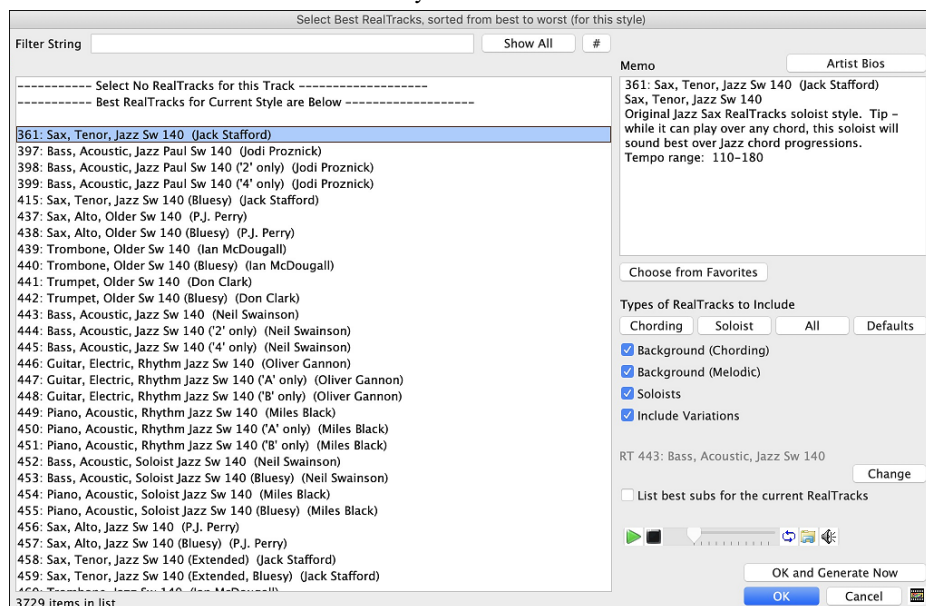 Select Best RealTracks, sorted from best to worst (for this style)
Filter String
Show All
#
----------- Select No RealTracks for this Track -------------------
----------- Best RealTracks for Current Style are Below -------------------
361: Sax, Tenor, Jazz Sw 140 (Jack Stafford)
397: Bass, Acoustic, Jazz Paul Sw 140 (Jodi Proznick)
398: Bass, Acoustic, Jazz Paul Sw 140 ('2' only) (Jodi Proznick)
399: Bass, Acoustic, Jazz Paul Sw 140 ('4' only) (Jodi Proznick)
415: Sax, Tenor, Jazz Sw 140 (Bluesy) (Jack Stafford)
437: Sax, Alto, Older Sw 140 (P.J. Perry)
438: Sax, Alto, Older Sw 140 (Bluesy) (P.J. Perry)
439: Trombone, Older Sw 140 (Ian McDougall)
440: Trombone, Older Sw 140 (Bluesy) (Ian McDougall)
441: Trumpet, Older Sw 140 (Don Clark)
442: Trumpet, Older Sw 140 (Bluesy) (Don Clark)
443: Bass, Acoustic, Jazz Sw 140 (Neil Swainson)
444: Bass, Acoustic, Jazz Sw 140 ('2' only) (Neil Swainson)
445: Bass, Acoustic, Jazz Sw 140 ('4' only) (Neil Swainson)
446: Guitar, Electric, Rhythm Jazz Sw 140 (Oliver Gannon)
447: Guitar, Electric, Rhythm Jazz Sw 140 ('A' only) (Oliver Gannon)
448: Guitar, Electric, Rhythm Jazz Sw 140 ('B' only) (Oliver Gannon)
449: Piano, Acoustic, Rhythm Jazz Sw 140 (Miles Black)
450: Piano, Acoustic, Rhythm Jazz Sw 140 ('A' only) (Miles Black)
451: Piano, Acoustic, Rhythm Jazz Sw 140 ('B' only) (Miles Black)
452: Bass, Acoustic, Soloist Jazz Sw 140 (Neil Swainson)
453: Bass, Acoustic, Soloist Jazz Sw 140 (Bluesy) (Neil Swainson)
454: Piano, Acoustic, Soloist Jazz Sw 140 (Miles Black)
455: Piano, Acoustic, Soloist Jazz Sw 140 (Bluesy) (Miles Black)
456: Sax, Alto, Jazz Sw 140 (P.J. Perry)
457: Sax, Alto, Jazz Sw 140 (Bluesy) (P.J. Perry)
458: Sax, Tenor, Jazz Sw 140 (Extended) (Jack Stafford)
459: Sax, Tenor, Jazz Sw 140 (Extended, Bluesy) (Jack Stafford)
3729 items in list
Memo
Artist Bios
361: Sax, Tenor, Jazz Sw 140 (Jack Stafford)
Sax, Tenor, Jazz Sw 140
Original Jazz Sax RealTracks soloist style. Tip -
while it can play over any chord, this soloist will
sound best over Jazz chord progressions.
Tempo range: 110-180
Choose from Favorites
Types of RealTracks to Include
Chording
Soloist
All
Defaults
Background (Chording)
Background (Melodic)
Soloists
Include Variations
RT 443: Bass, Acoustic, Jazz Sw 140
Change
List best subs for the current RealTracks
OK and Generate Now
OK
Cancel